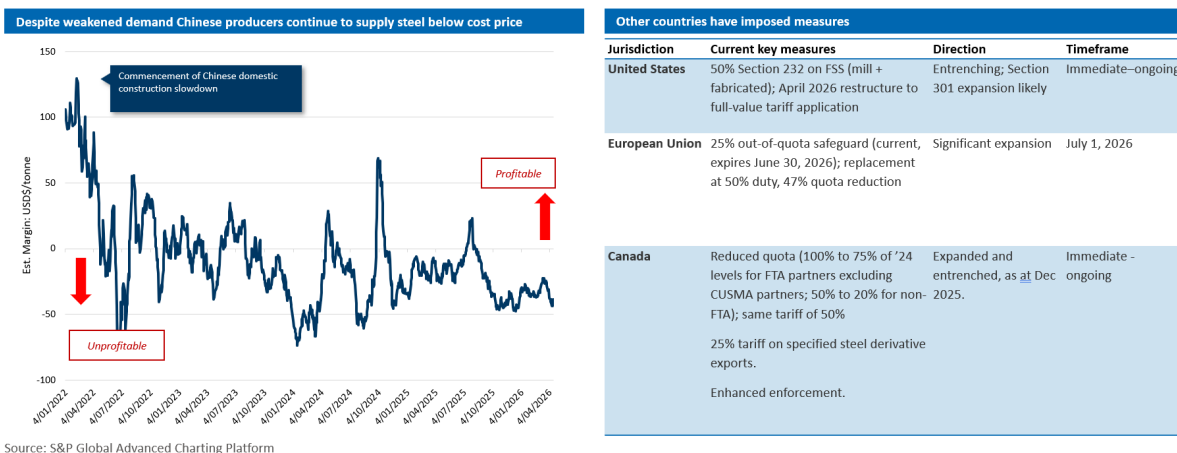 Despite weakened demand Chinese producers continue to supply steel below cost price
150
100
50
0
-50
-100
Est. Margin: USD$/tonne
Commencement of Chinese domestic
construction slowdown
Profitable
Unprofitable
4/01/2022
4/04/2022
4/07/2022
4/10/2022
4/01/2023
4/04/2023
4/07/2023
4/10/2023
4/01/2024
4/04/2024
4/07/2024
4/10/2024
4/01/2025
4/04/2025
4/07/2025
4/10/2025
4/01/2026
4/04/2026
Source: S&P Global Advanced Charting Platform
Other countries have imposed measures
Jurisdiction Current key measures Direction Timeframe
United States 50% Section 232 on FSS (mill + Entrenching; Section Immediate–ongoing
fabricated); April 2026 restructure to 301 expansion likely
full-value tariff application
European Union 25% out-of-quota safeguard (current, Significant expansion July 1, 2026
expires June 30, 2026); replacement
at 50% duty, 47% quota reduction
Canada Reduced quota (100% to 75% of ’24 Expanded and Immediate -
levels for FTA partners excluding entrenched, as at Dec ongoing
CUSMA partners; 50% to 20% for non- 2025.
FTA); same tariff of 50%
25% tariff on specified steel derivative
exports.
Enhanced enforcement.